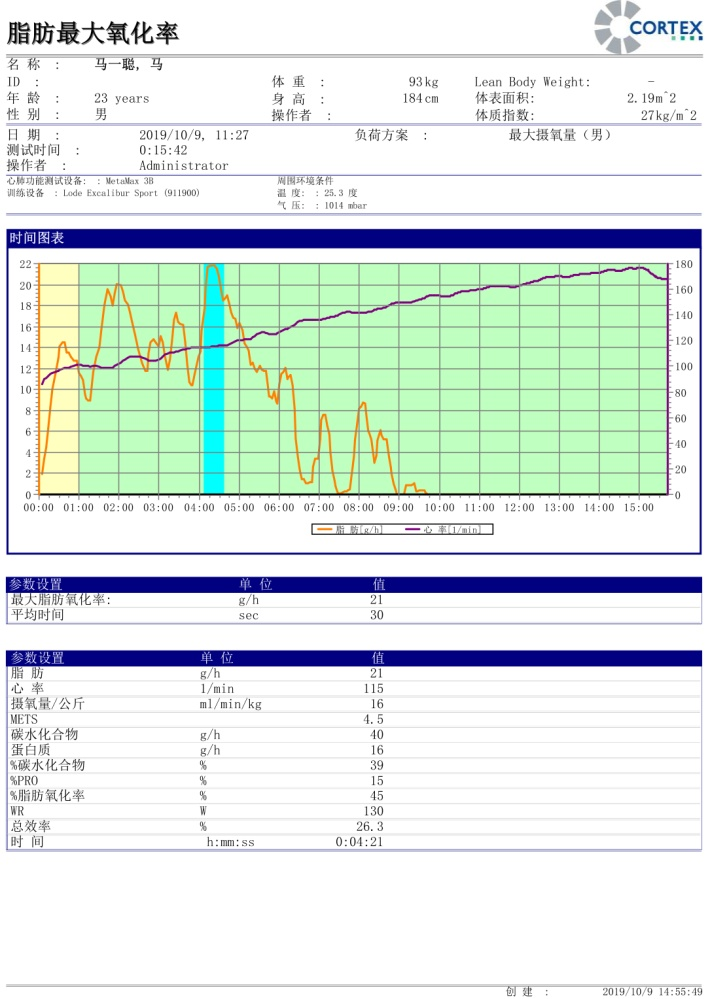 脂肪最大氧化率
CORTEX
名 称 : 马一聪, 马
ID :
体 重 : 93kg
Lean Body Weight: -
年 龄 : 23 years
身 高 : 184cm
体表面积: 2.19m^2
性 别 : 男
操作者 :
体质指数: 27kg/m^2
日 期 : 2019/10/9, 11:27
负荷方案 : 最大摄氧量（男）
测试时间 : 0:15:42
操作者 : Administrator
心肺功能测试设备: : MetaMax 3B
周围环境条件
训练设备 : Lode Excalibur Sport (911900)
温 度: : 25.3 度
气 压: : 1014 mbar
时间图表
22 20 18 16 14 12 10 8 6 4 2 0
180 160 140 120 100 80 60 40 20 0
00:00 01:00 02:00 03:00 04:00 05:00 06:00 07:00 08:00 09:00 10:00 11:00 12:00 13:00 14:00 15:00
脂 肪[g/h] 心 率[1/min]
参数设置 单 位 值
最大脂肪氧化率: g/h 21
平均时间 sec 30
参数设置 单 位 值
脂 肪 g/h 21
心 率 1/min 115
摄氧量/公斤 ml/min/kg 16
METS 4.5
碳水化合物 g/h 40
蛋白质 g/h 16
%碳水化合物 % 39
%PRO % 15
%脂肪氧化率 % 45
WR W 130
总效率 % 26.3
时 间 h:mm:ss 0:04:21
创 建 : 2019/10/9 14:55:49